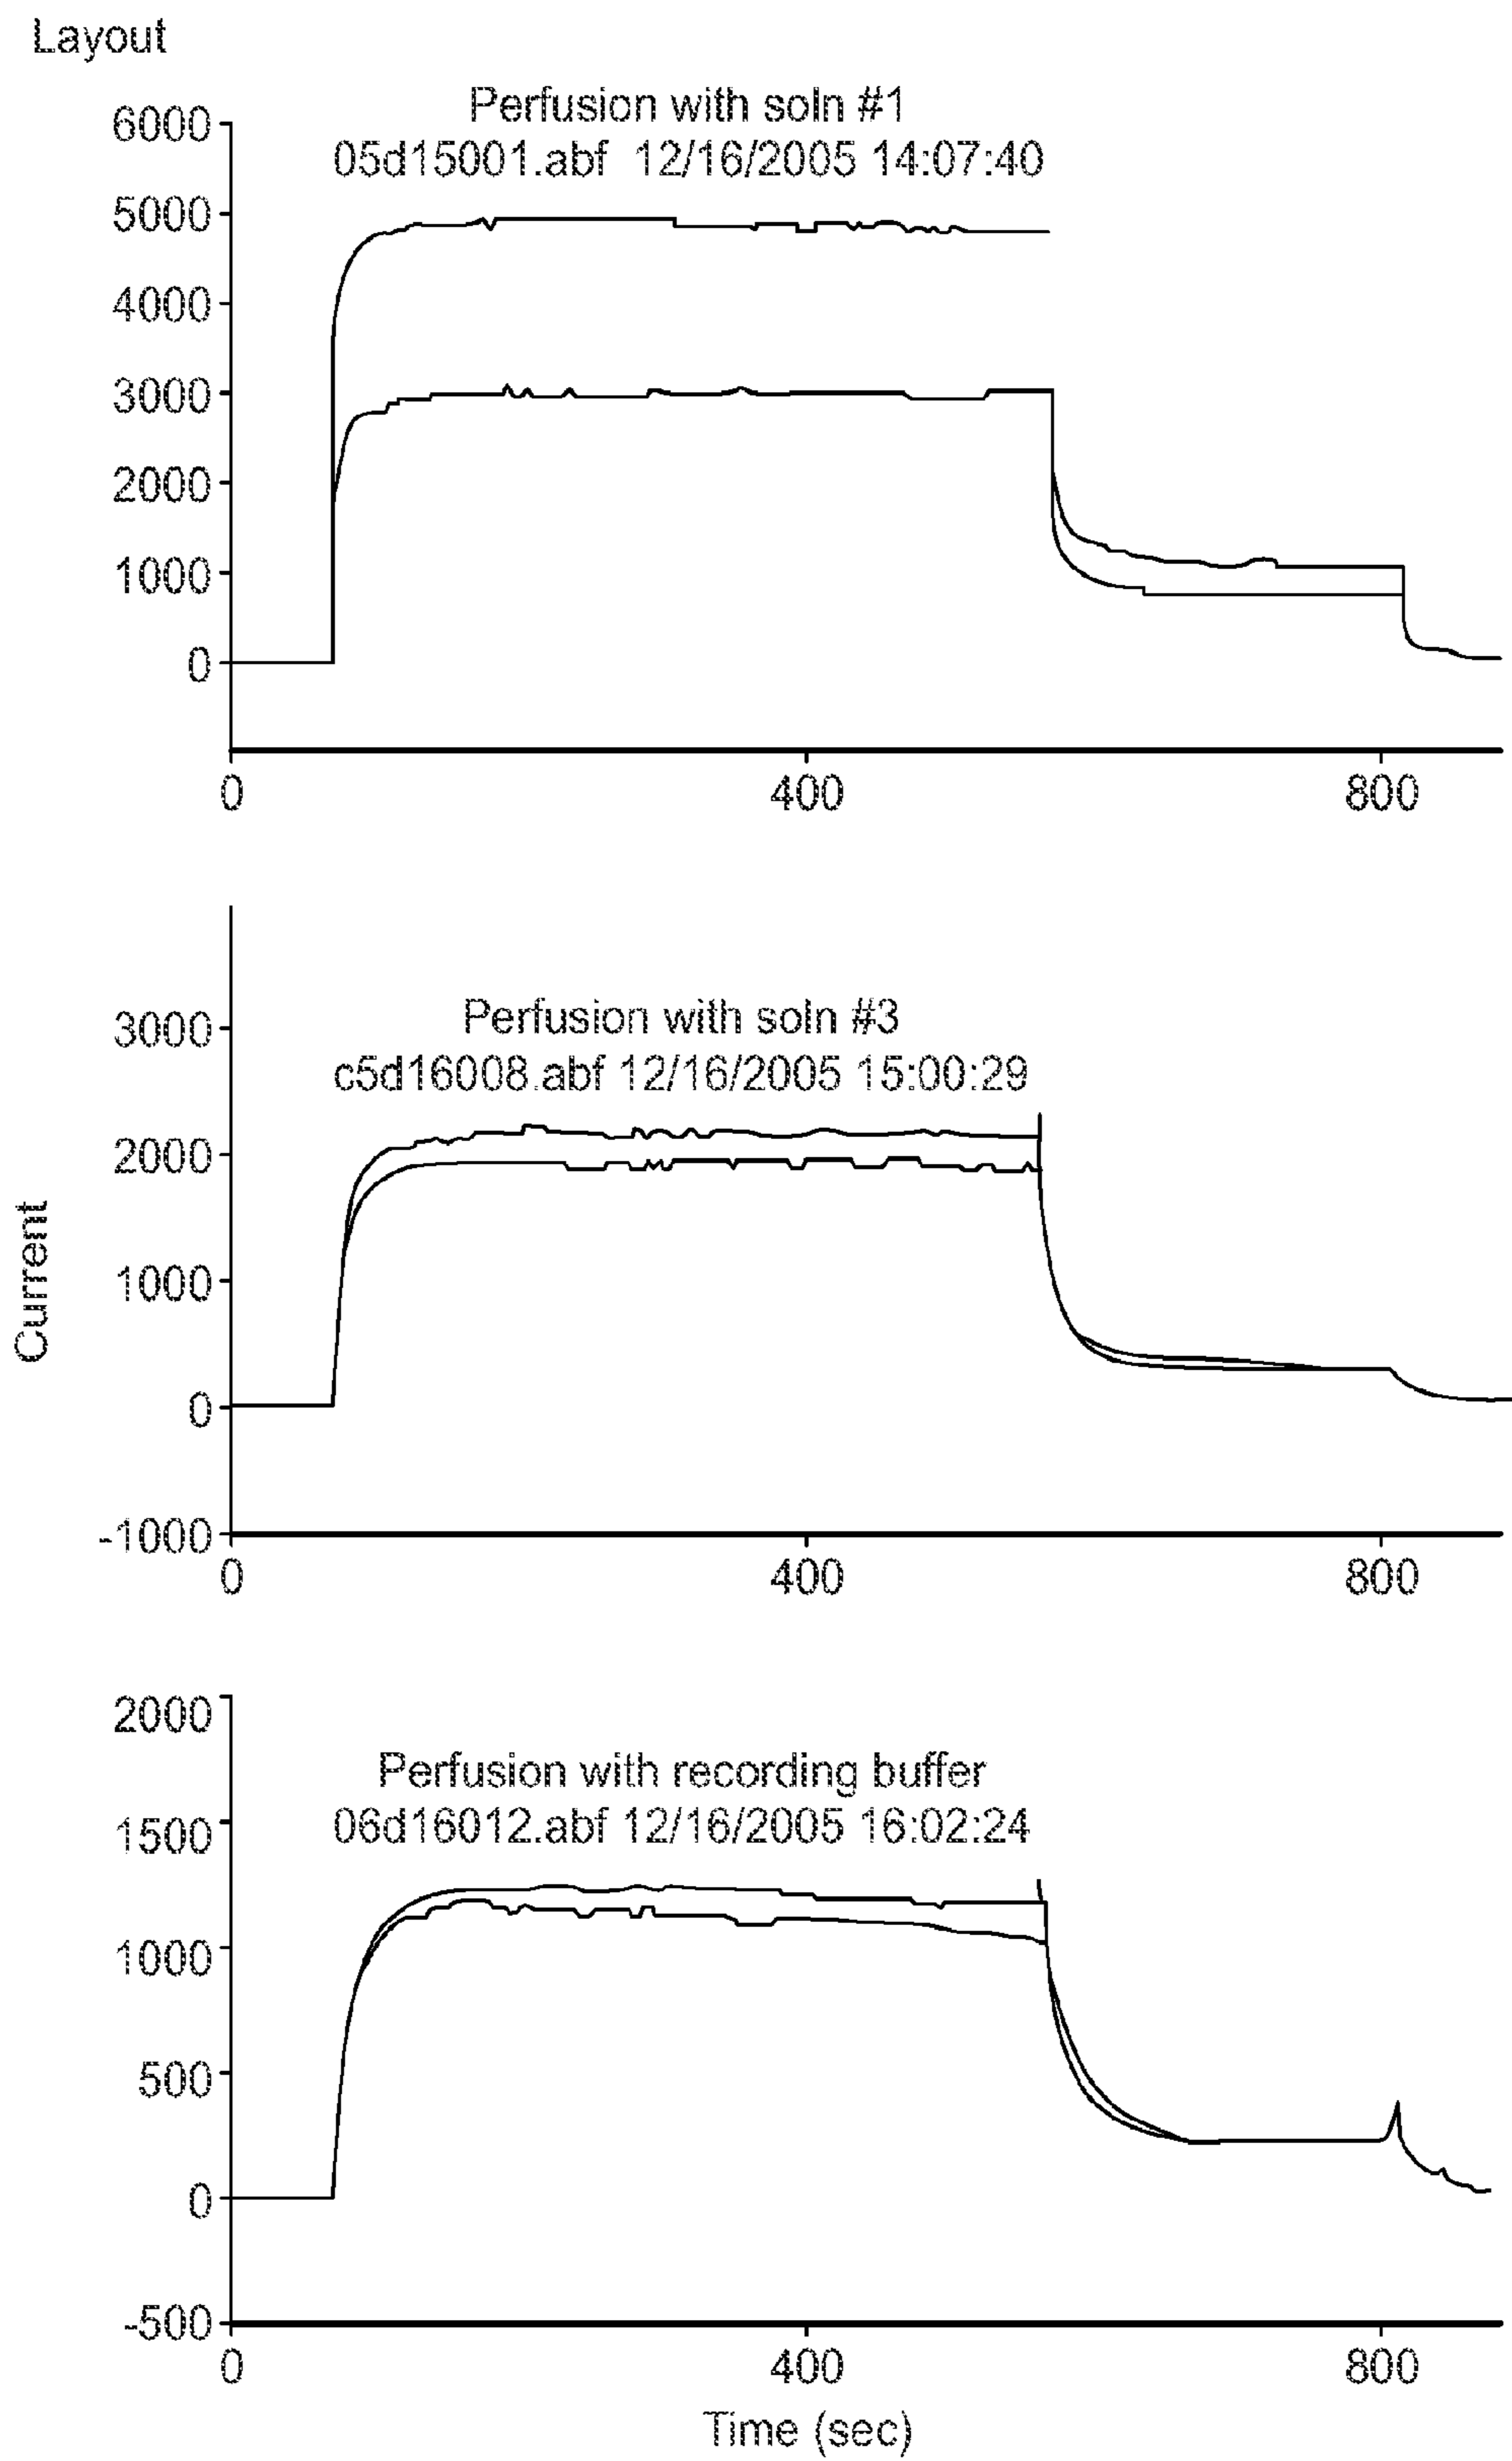 Layout
Perfusion with soln #1
05d15001.abf 12/16/2005 14:07:40
6000
5000
4000
3000
2000
1000
0
0 400 800
Perfusion with soln #3
c5d16008.abf 12/16/2005 15:00:29
3000
2000
1000
0
-1000
0 400 800
Current
Perfusion with recording buffer
06d16012.abf 12/16/2005 16:02:24
2000
1500
1000
500
0
-500
0 400 800
Time (sec)